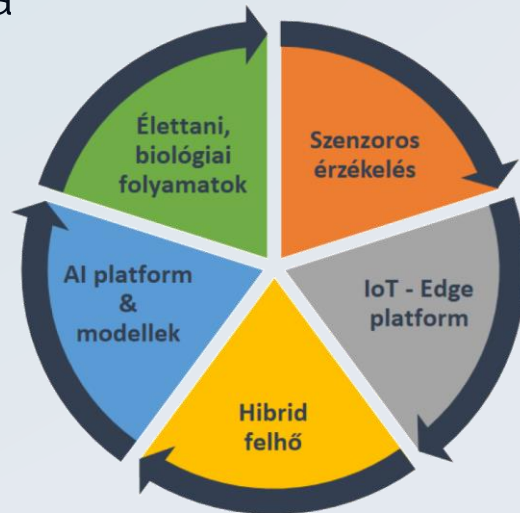 Élettani,
biológiai
folyamatok
Szenzoros
érzékelés
AI platform
&
modellek
IoT - Edge
platform
Hibrid
felhő